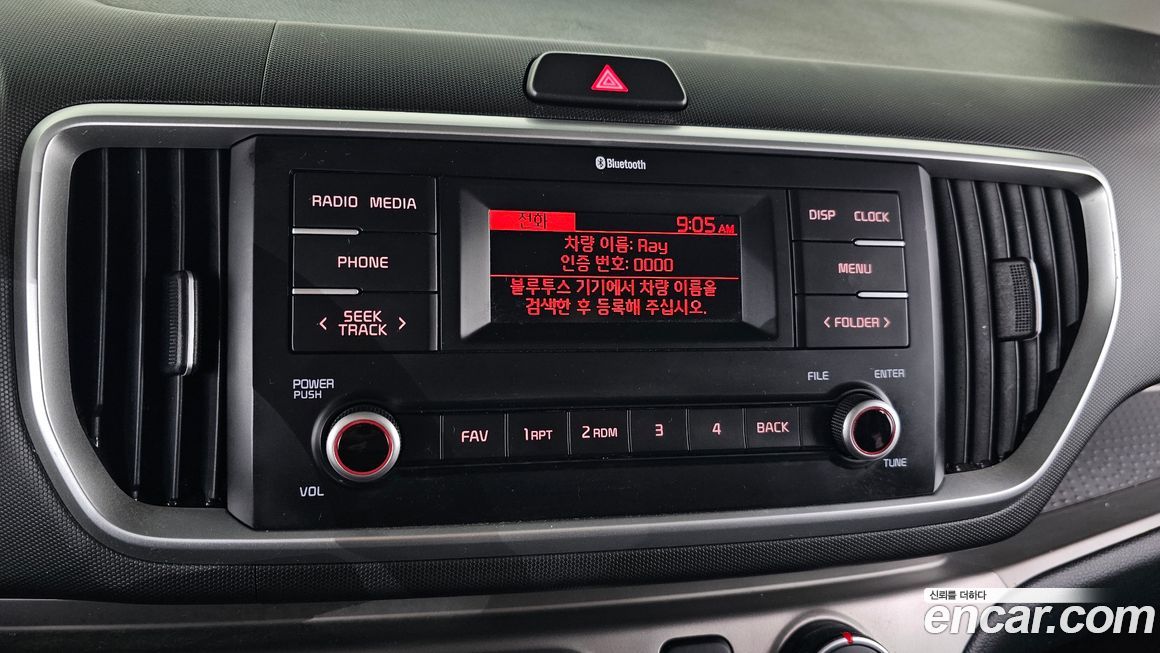 Bluetooth
RADIO MEDIA
PHONE
< SEEK TRACK >
전화 9:05 AM
차량 이름: Ray
인증 번호: 0000
블루투스 기기에서 차량 이름을
검색한 후 등록해 주십시오.
DISP CLOCK
MENU
< FOLDER >
POWER
PUSH
VOL
FAV 1 RPT 2 RDM 3 4 BACK
FILE ENTER
TUNE
신뢰를 더하다
encar.com